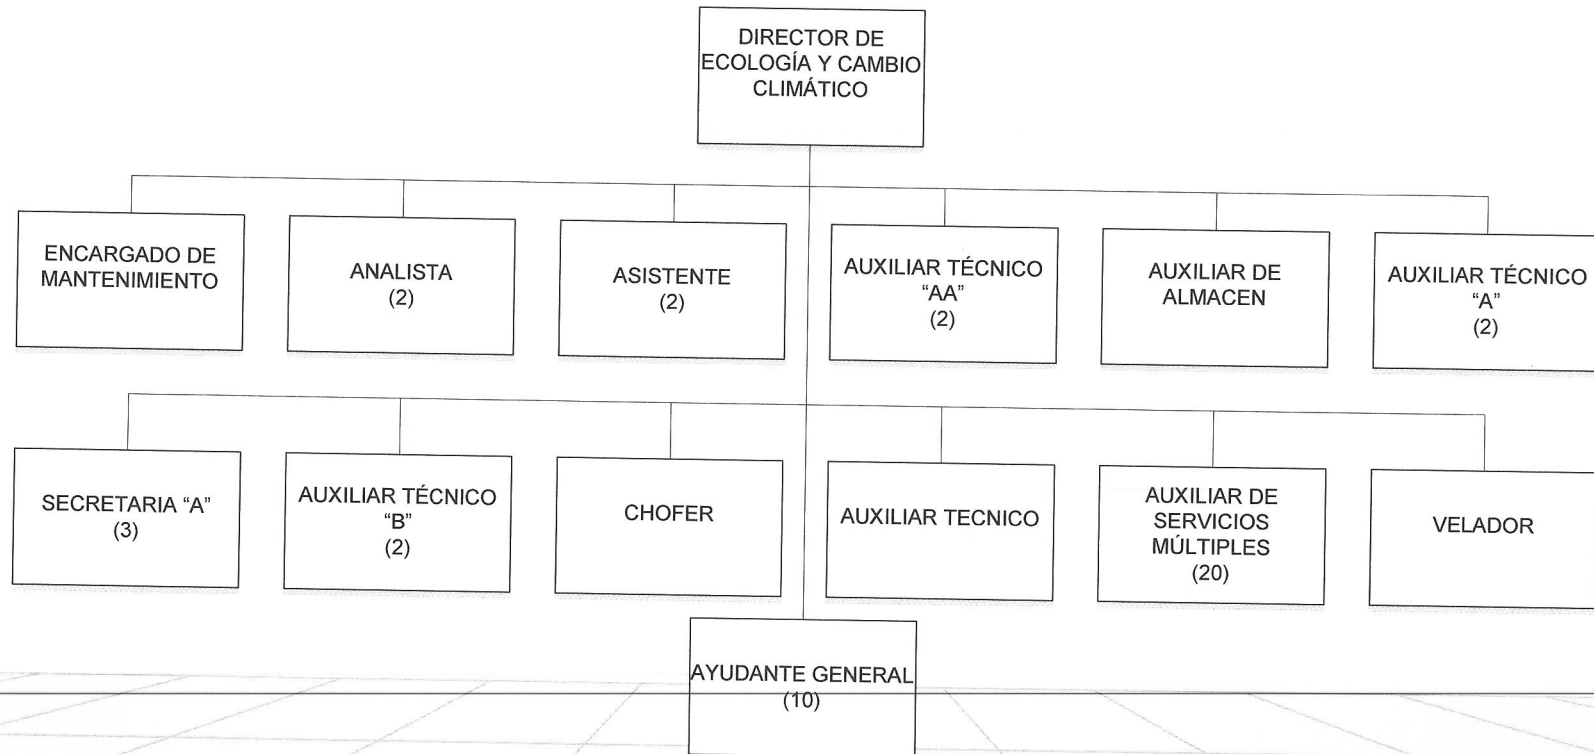 DIRECTOR DE
ECOLOGÍA Y CAMBIO
CLIMÁTICO
ENCARGADO DE
MANTENIMIENTO
ANALISTA
(2)
ASISTENTE
(2)
AUXILIAR TÉCNICO
“AA”
(2)
AUXILIAR DE
ALMACEN
AUXILIAR TÉCNICO
“A”
(2)
SECRETARIA “A”
(3)
AUXILIAR TÉCNICO
“B”
(2)
CHOFER
AUXILIAR TECNICO
AUXILIAR DE
SERVICIOS
MÚLTIPLES
(20)
VELADOR
AYUDANTE GENERAL
(10)